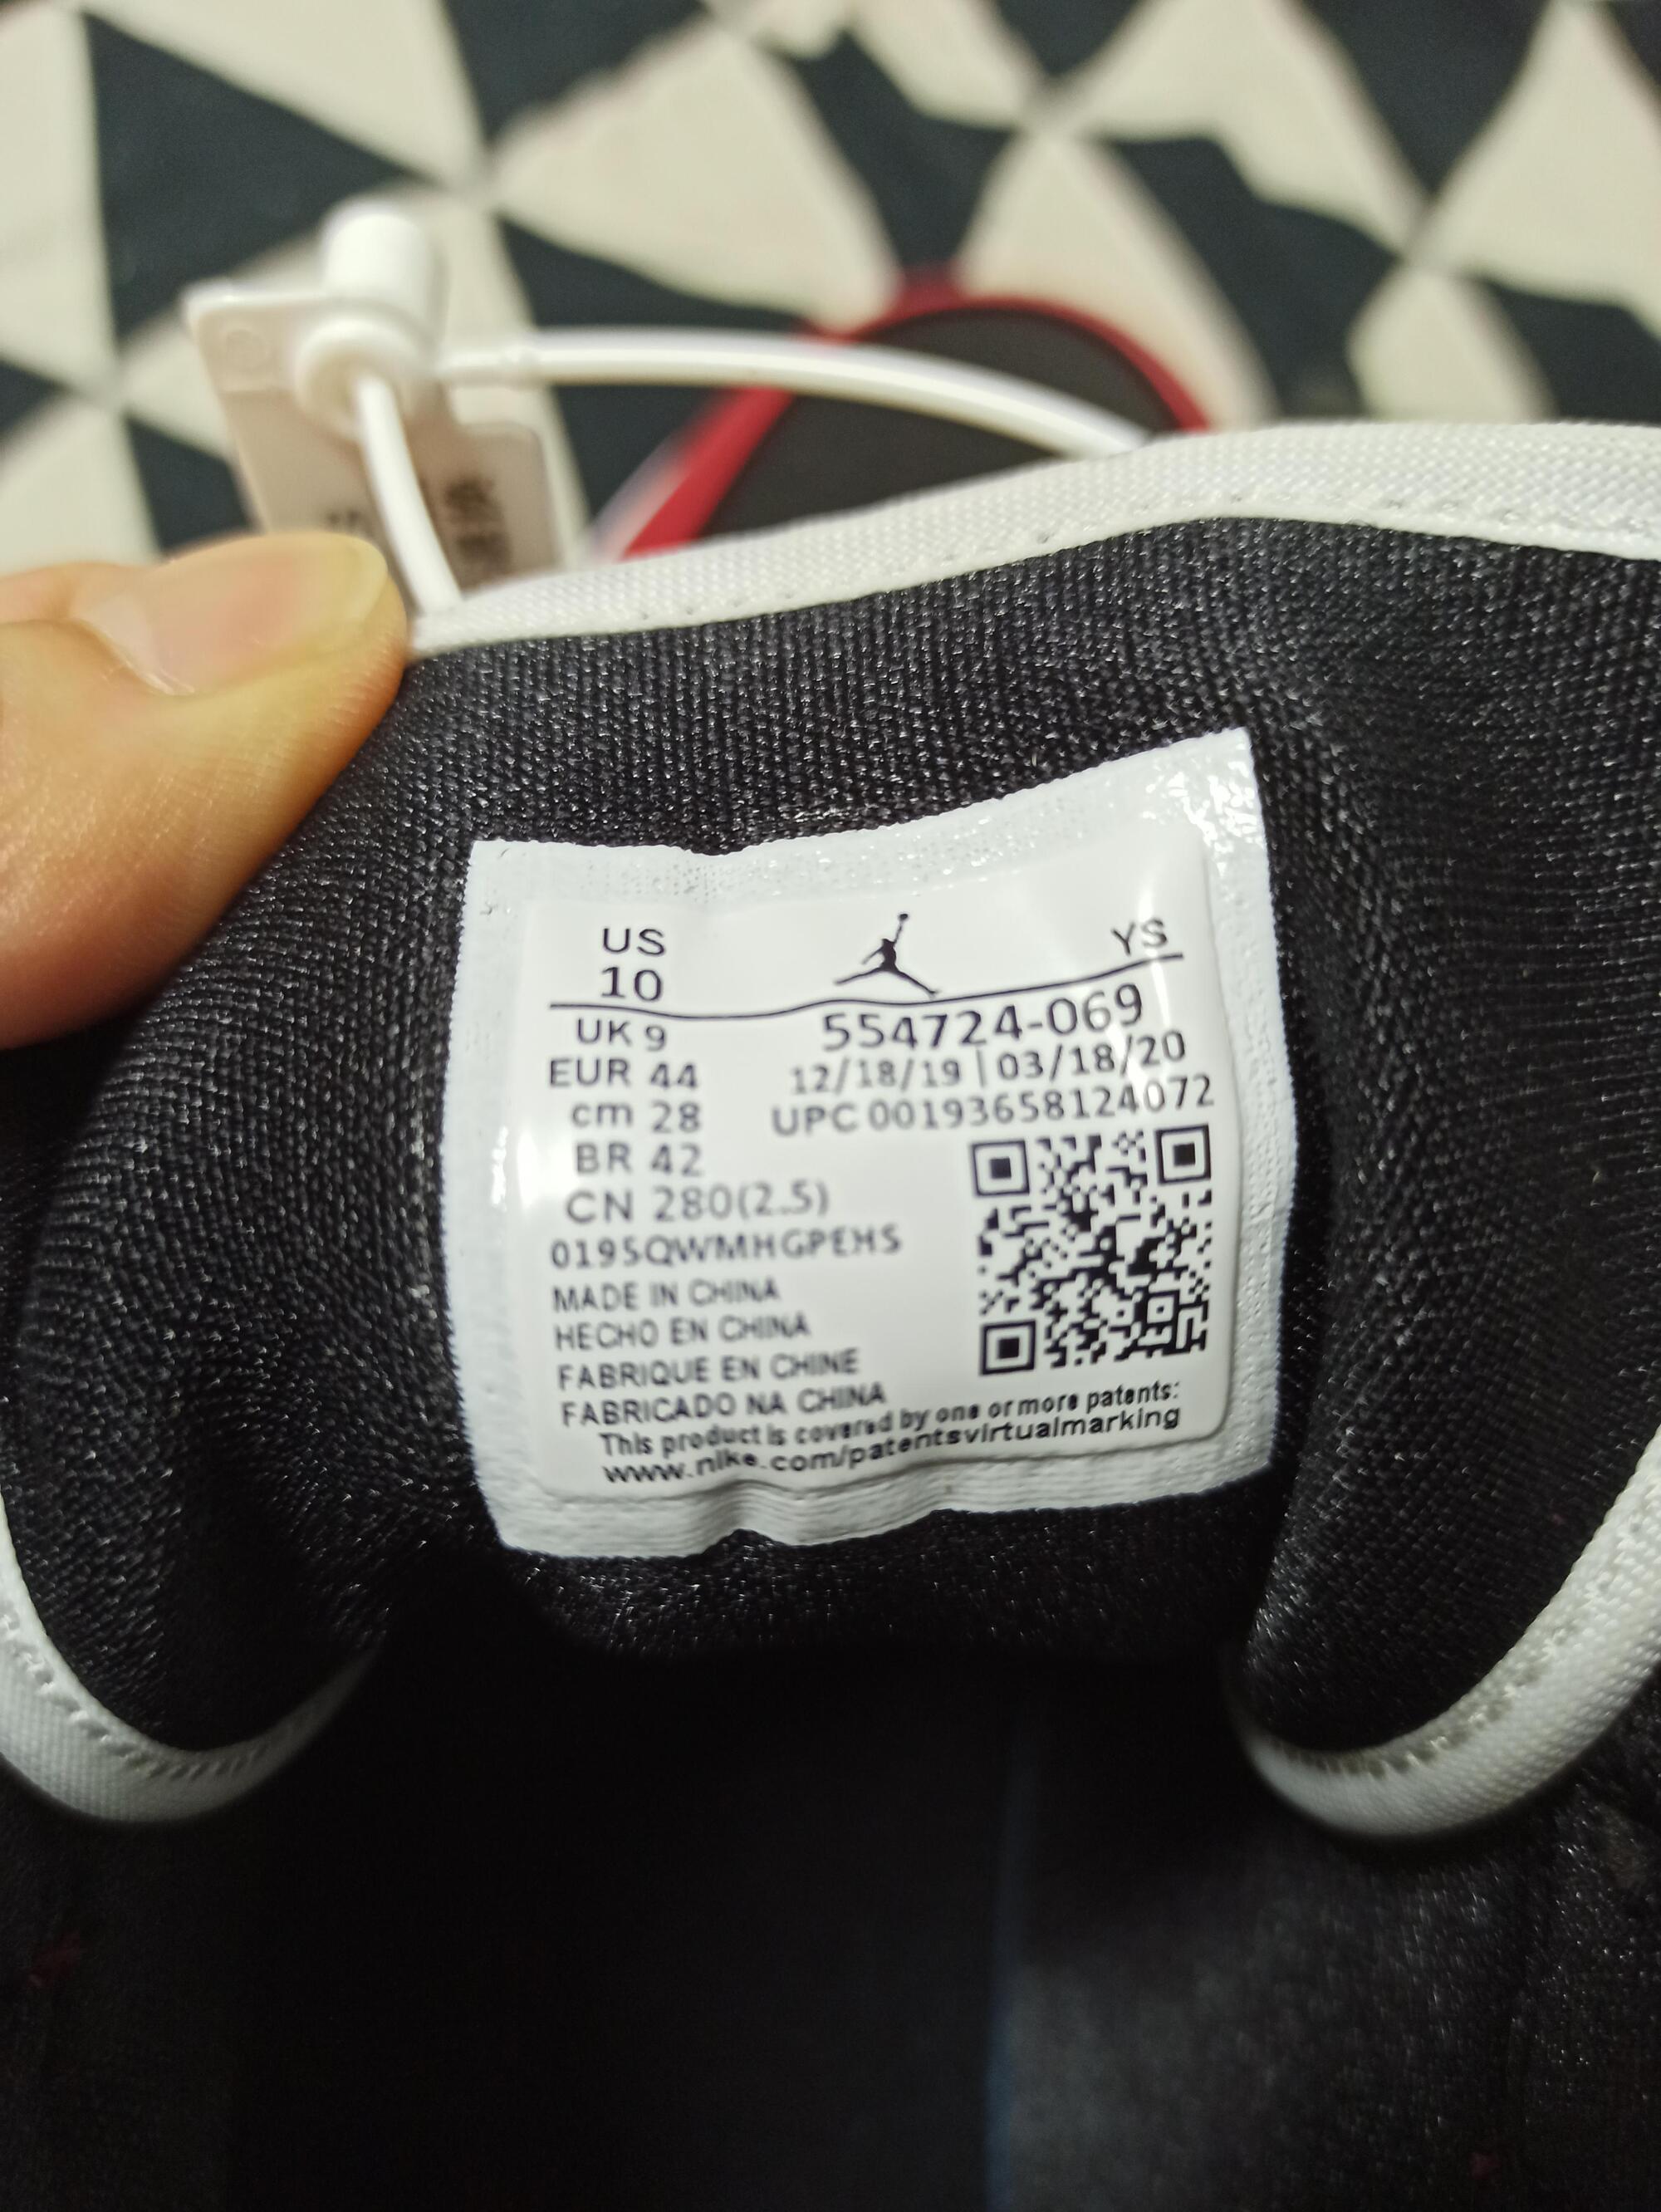 US YS
10
UK 9 554724-069
EUR 44 12/18/19 | 03/18/20
cm 28 UPC 00193658124072
BR 42
CN 280(2.5)
0195QWMHGPEHS
MADE IN CHINA
HECHO EN CHINA
FABRIQUE EN CHINE
FABRICADO NA CHINA
This product is covered by one or more patents:
www.nike.com/patentsvirtualmarking